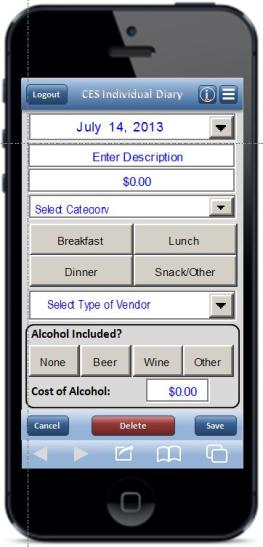 Logout CES Individual Diary
July 14, 2013
Enter Description
$0.00
Select Category
Breakfast Lunch
Dinner Snack/Other
Select Type of Vendor
Alcohol Included?
None Beer Wine Other
Cost of Alcohol: $0.00
Cancel Delete Save